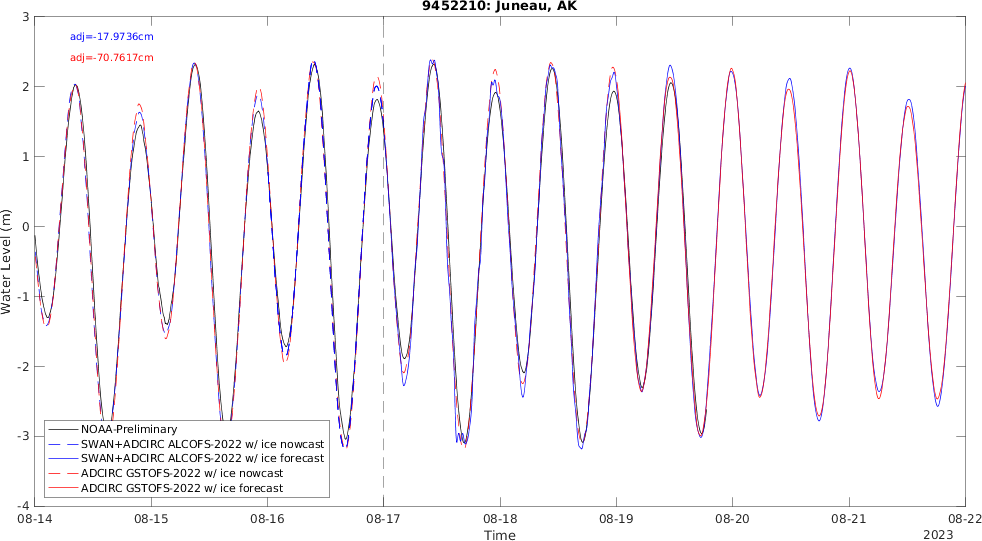 9452210: Juneau, AK
adj=-17.9736cm
adj=-70.7617cm
3
2
1
0
-1
-2
-3
-4
Water Level (m)
NOAA-Preliminary
SWAN+ADCIRC ALCOFS-2022 w/ ice nowcast
SWAN+ADCIRC ALCOFS-2022 w/ ice forecast
ADCIRC GSTOFS-2022 w/ ice nowcast
ADCIRC GSTOFS-2022 w/ ice forecast
08-14 08-15 08-16 08-17 08-18 08-19 08-20 08-21 08-22
Time
2023